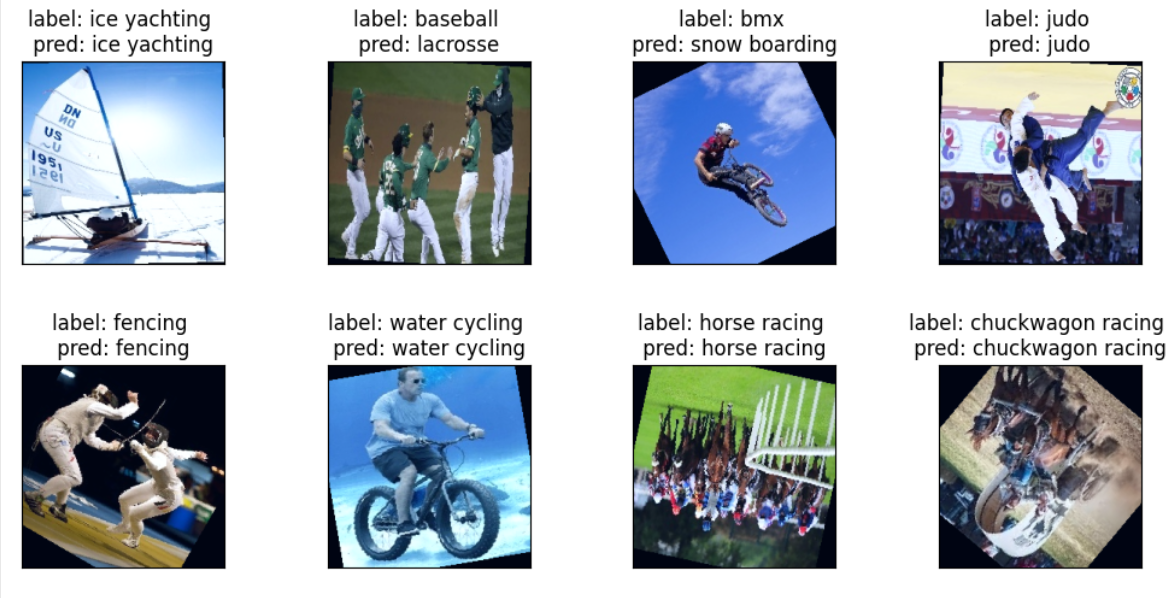 label: ice yachting
pred: ice yachting
label: baseball
pred: lacrosse
label: bmx
pred: snow boarding
label: judo
pred: judo
DN
US
1951
label: fencing
pred: fencing
label: water cycling
pred: water cycling
label: horse racing
pred: horse racing
label: chuckwagon racing
pred: chuckwagon racing